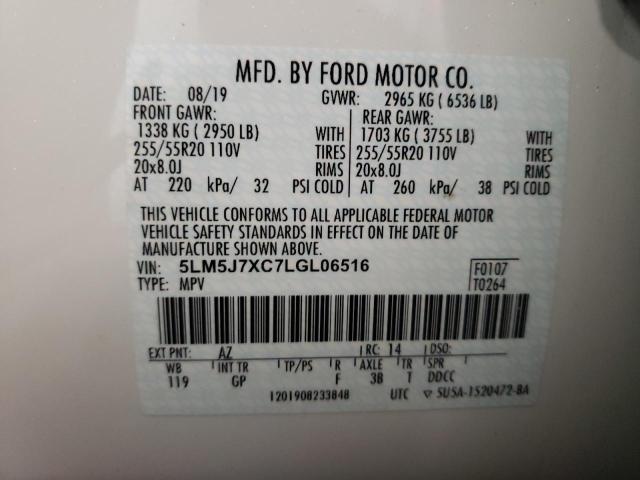 MFD. BY FORD MOTOR CO.
DATE: 08/19 GVWR: 2965 KG ( 6536 LB)
FRONT GAWR: REAR GAWR:
1338 KG ( 2950 LB) WITH 1703 KG ( 3755 LB) WITH
255/55R20 110V TIRES 255/55R20 110V TIRES
20x8.0J RIMS 20x8.0J RIMS
AT 220 kPa/ 32 PSI COLD AT 260 kPa/ 38 PSI COLD
THIS VEHICLE CONFORMS TO ALL APPLICABLE FEDERAL MOTOR
VEHICLE SAFETY STANDARDS IN EFFECT ON THE DATE OF
MANUFACTURE SHOWN ABOVE.
VIN: 5LM5J7XC7LGL06516 F0107
TYPE: MPV T0264
EXT PNT: AZ RC: 14 DSO:
WB INT TR TP/PS R AXLE TR SPR
119 GP F 3B T DDCC
1201908233848 UTC ▽ SUSA-1520472-BA